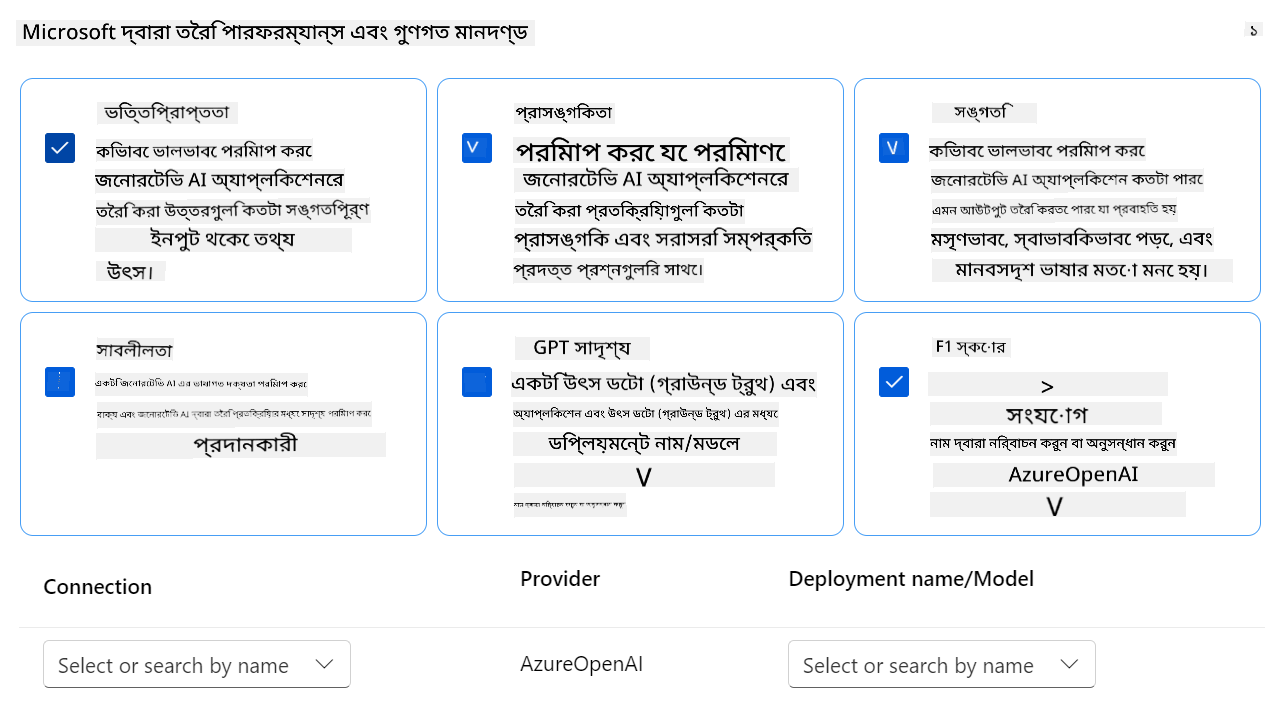 Microsoft দ্বারা তৈরি পারফরম্যান্স এবং গুণগত মানদণ্ড
১
ভিত্তিপ্রাপ্ততা
কিভাবে ভালভাবে পরিমাপ করে
জেনারেটিভ AI অ্যাপ্লিকেশনের
তৈরি করা উত্তরগুলি কতটা সঙ্গতিপূর্ণ
ইনপুট থেকে তথ্য
উৎস।
প্রাসঙ্গিকতা
পরিমাপ করে যে পরিমাণে
জেনারেটিভ AI অ্যাপ্লিকেশনের
তৈরি করা প্রতিক্রিয়াগুলি কতটা
প্রাসঙ্গিক এবং সরাসরি সম্পর্কিত
প্রদত্ত প্রশ্নগুলির সাথে।
সঙ্গতি
কিভাবে ভালভাবে পরিমাপ করে
জেনারেটিভ AI অ্যাপ্লিকেশন কতটা পারে
এমন আউটপুট তৈরি করতে পারে যা প্রবাহিত হয়
মসৃণভাবে, স্বাভাবিকভাবে পড়ে, এবং
মানবসদৃশ ভাষার মতো মনে হয়।
সাবলীলতা
একটি জেনারেটিভ AI এর ভাষাগত দক্ষতা পরিমাপ করে
বাক্য এবং জেনারেটিভ AI দ্বারা তৈরি প্রতিক্রিয়ার মধ্যে সাদৃশ্য পরিমাপ করে
প্রদানকারী
GPT সাদৃশ্য
একটি উৎস ডেটা (গ্রাউন্ড ট্রুথ) এবং
অ্যাপ্লিকেশন এবং উৎস ডেটা (গ্রাউন্ড ট্রুথ) এর মধ্যে
ডিপ্লয়মেন্ট নাম/মডেল
V
নাম দ্বারা নির্বাচন করুন বা অনুসন্ধান করুন
F1 স্কোর
>
সংযোগ
নাম দ্বারা নির্বাচন করুন বা অনুসন্ধান করুন
AzureOpenAI
V
Connection
Provider
Deployment name/Model
Select or search by name
AzureOpenAI
Select or search by name